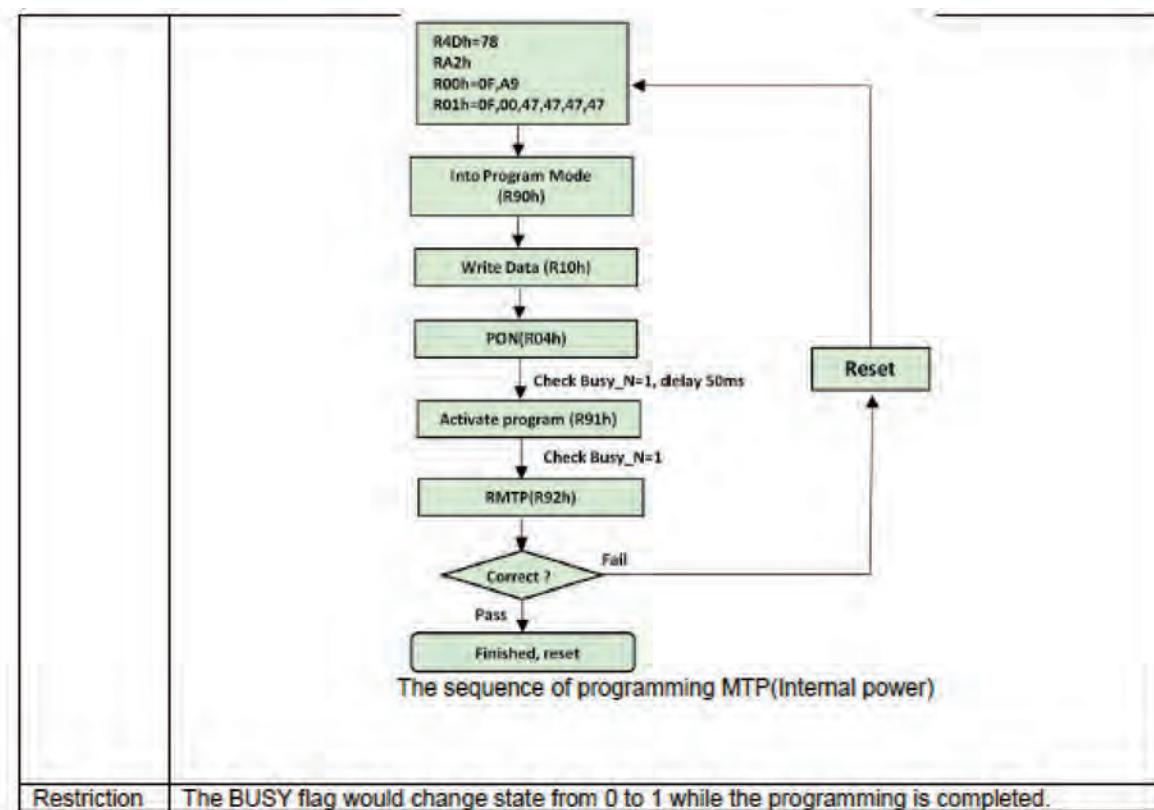 R4Dh=78
RA2h
R00h=0F,A9
R01h=0F,00,47,47,47,47
Into Program Mode
(R90h)
Write Data (R10h)
PON(R04h)
Check Busy_N=1, delay 50ms
Reset
Activate program (R91h)
Check Busy_N=1
RMTP(R92h)
Correct ?
Fail
Pass
Finished, reset
The sequence of programming MTP(Internal power)
Restriction The BUSY flag would change state from 0 to 1 while the programming is completed.